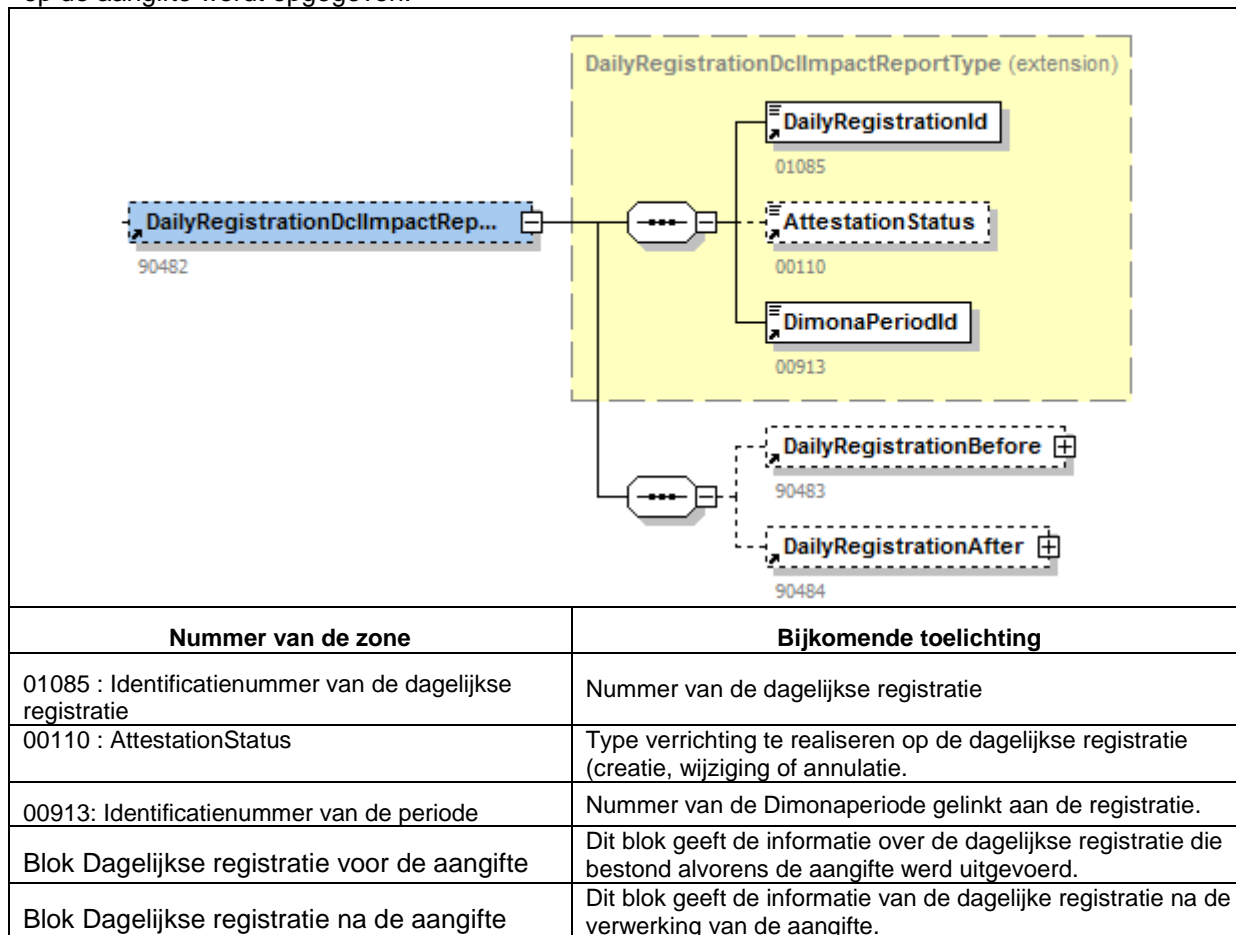 op de aangifte wordt opgegeven.
DailyRegistrationDclImpactReportType (extension)
DailyRegistrationId
01085
DailyRegistrationDclImpactRep...
90482
AttestationStatus
00110
DimonaPeriodId
00913
DailyRegistrationBefore
90483
DailyRegistrationAfter
90484
Nummer van de zone
Bijkomende toelichting
01085 : Identificatienummer van de dagelijkse
registratie
Nummer van de dagelijkse registratie
00110 : AttestationStatus
Type verrichting te realiseren op de dagelijkse registratie
(creatie, wijziging of annulatie.
00913: Identificatienummer van de periode
Nummer van de Dimonaperiode gelinkt aan de registratie.
Blok Dagelijkse registratie voor de aangifte
Dit blok geeft de informatie over de dagelijkse registratie die
bestond alvorens de aangifte werd uitgevoerd.
Blok Dagelijkse registratie na de aangifte
Dit blok geeft de informatie van de dagelijke registratie na de
verwerking van de aangifte.